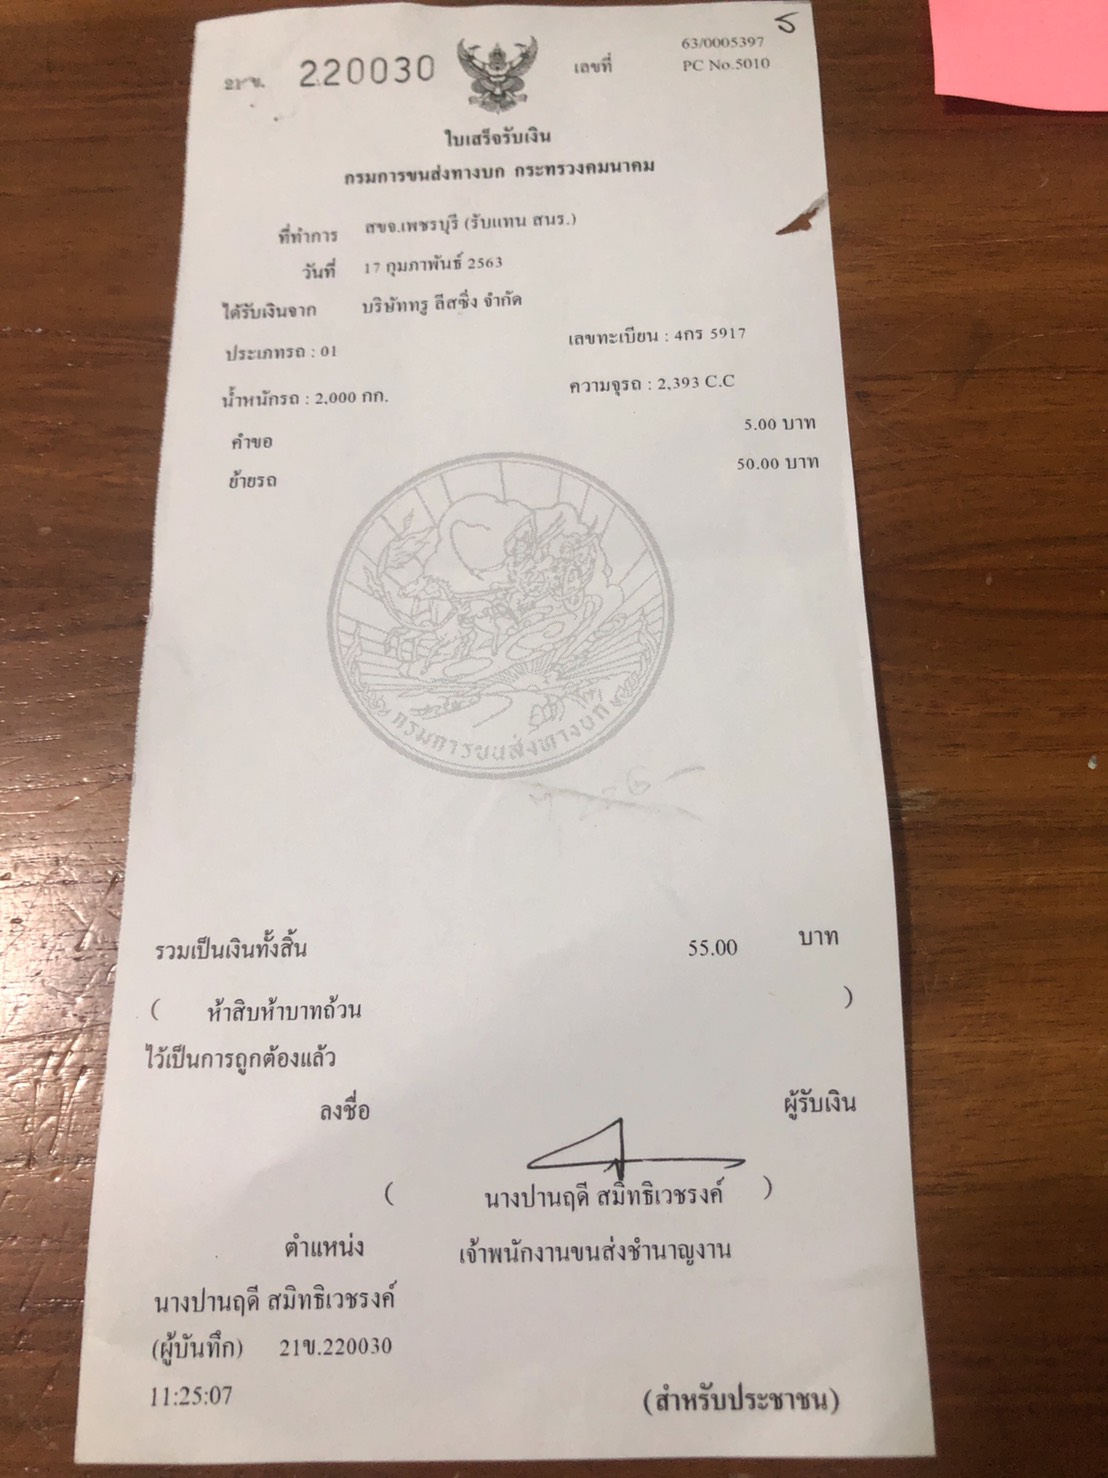 21ข. 220030
เลขที่ 63/0005397
PC No.5010
ใบเสร็จรับเงิน
กรมการขนส่งทางบก กระทรวงคมนาคม
ที่ทำการ สขจ.เพชรบุรี (รับแทน สนร.)
วันที่ 17 กุมภาพันธ์ 2563
ได้รับเงินจาก บริษัททรู ลีสซิ่ง จำกัด
ประเภทรถ : 01 เลขทะเบียน : 4กร 5917
น้ำหนักรถ : 2,000 กก. ความจุรถ : 2,393 C.C
คำขอ 5.00 บาท
ย้ายรถ 50.00 บาท
กรมการขนส่งทางบก
รวมเป็นเงินทั้งสิ้น 55.00 บาท
( ห้าสิบห้าบาทถ้วน )
ไว้เป็นการถูกต้องแล้ว
ลงชื่อ ผู้รับเงิน
( นางปานฤดี สมิทธิเวชรงค์ )
ตำแหน่ง เจ้าพนักงานขนส่งชำนาญงาน
นางปานฤดี สมิทธิเวชรงค์
(ผู้บันทึก) 21ข.220030
11:25:07 (สำหรับประชาชน)